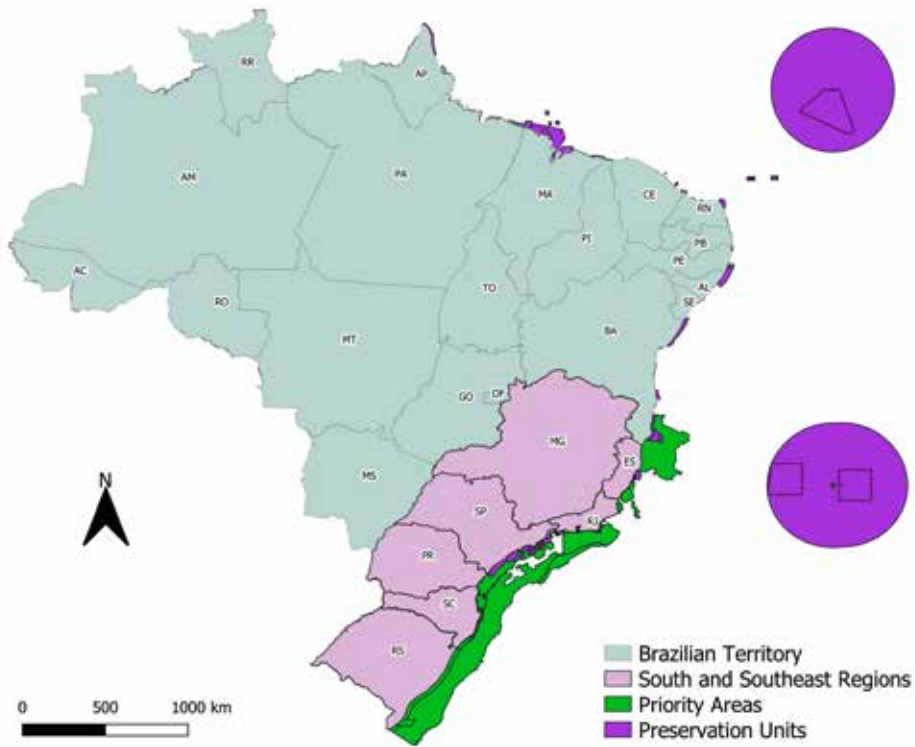 RR
AP
AM
PA
MA
CE
RN
PI
PB
PE
AC
TO
AL
RO
SE
BA
MT
GO
DF
MG
MS
ES
N
SP
RJ
PR
SC
RS
Brazilian Territory
South and Southeast Regions
Priority Areas
Preservation Units
0 500 1000 km